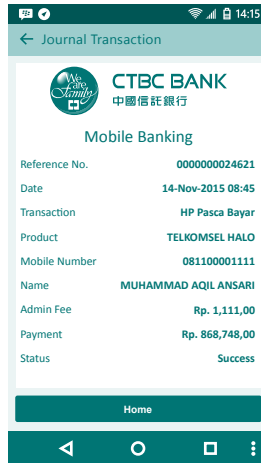 14:15
Journal Transaction
We are Family
CTBC BANK
中國信託銀行
Mobile Banking
Reference No. 0000000024621
Date 14-Nov-2015 08:45
Transaction HP Pasca Bayar
Product TELKOMSEL HALO
Mobile Number 081100001111
Name MUHAMMAD AQIL ANSARI
Admin Fee Rp. 1,111,00
Payment Rp. 868,748,00
Status Success
Home